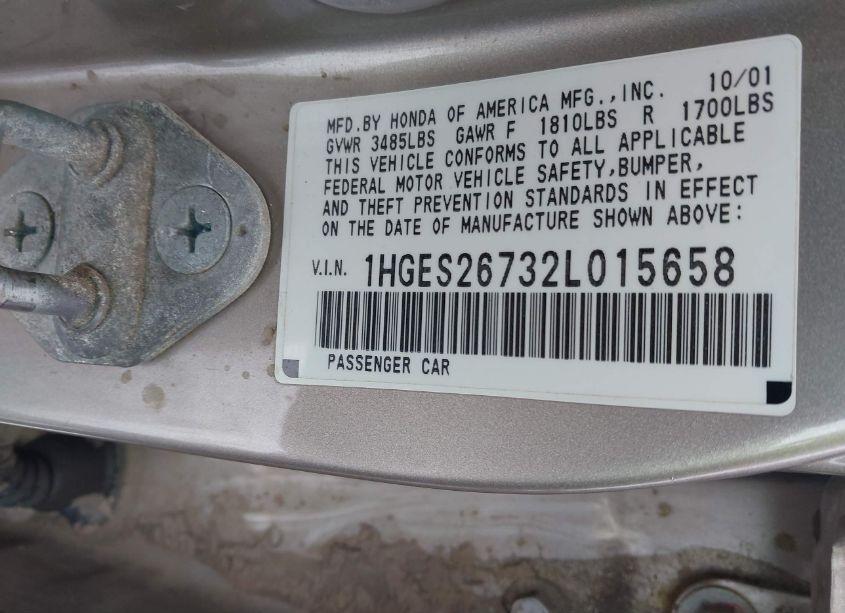 MFD.BY HONDA OF AMERICA MFG.,INC. 10/01
GVWR 3485LBS GAWR F 1810LBS R 1700LBS
THIS VEHICLE CONFORMS TO ALL APPLICABLE
FEDERAL MOTOR VEHICLE SAFETY,BUMPER,
AND THEFT PREVENTION STANDARDS IN EFFECT
ON THE DATE OF MANUFACTURE SHOWN ABOVE:
V.I.N. 1HGES26732L015658
PASSENGER CAR